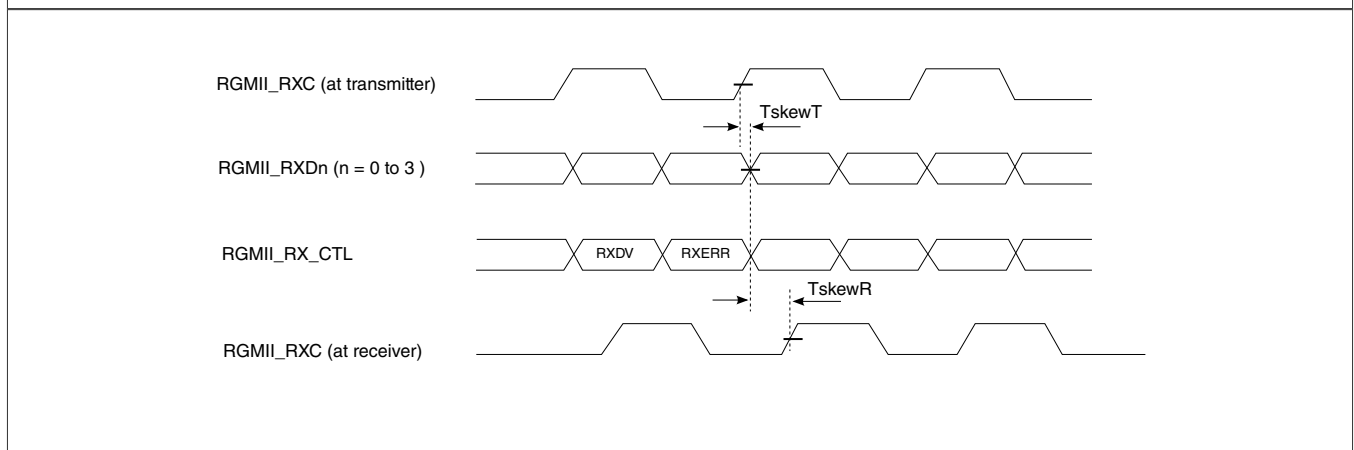 RGMII_RXC (at transmitter)
TskewT
RGMII_RXDn (n = 0 to 3 )
RGMII_RX_CTL
RXDV
RXERR
TskewR
RGMII_RXC (at receiver)